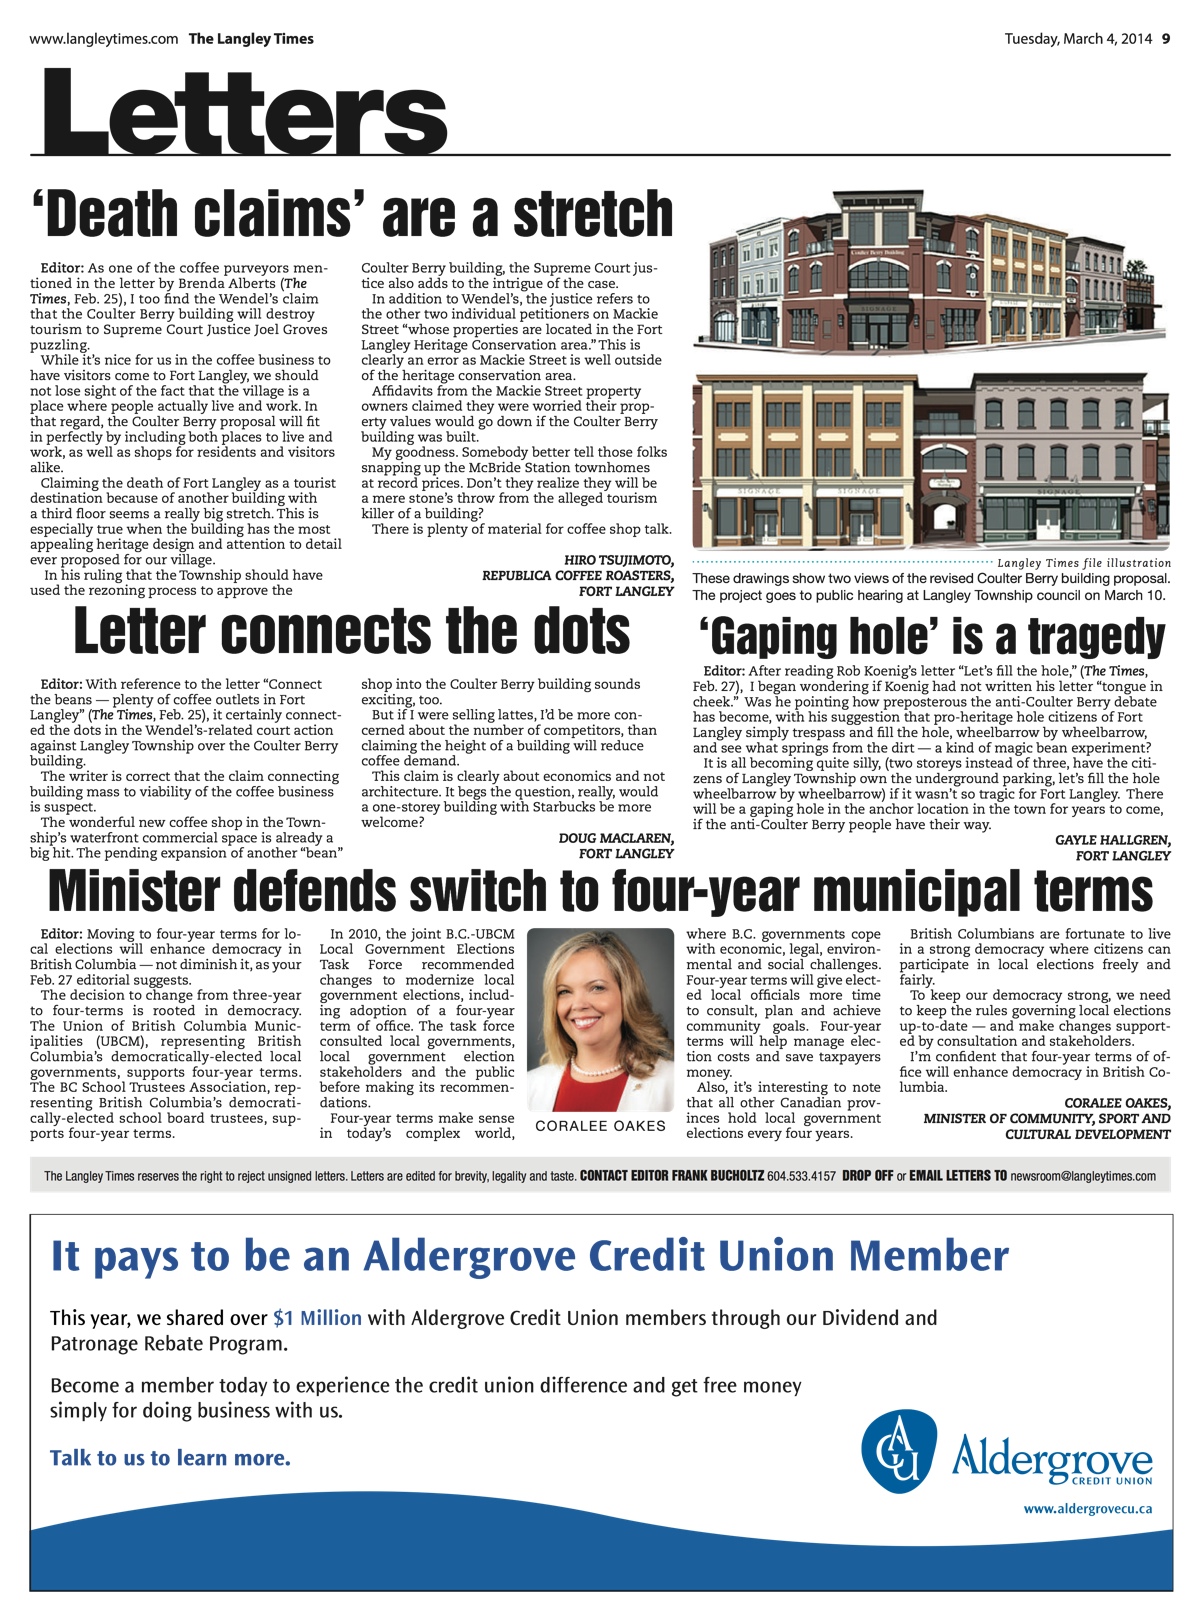 www.langleytimes.com The Langley Times
Tuesday, March 4, 2014 9
Letters
‘Death claims’ are a stretch
Editor: As one of the coffee purveyors men-
tioned in the letter by Brenda Alberts (The
Times, Feb. 25), I too find the Wendel’s claim
that the Coulter Berry building will destroy
tourism to Supreme Court Justice Joel Groves
puzzling.
While it’s nice for us in the coffee business to
have visitors come to Fort Langley, we should
not lose sight of the fact that the village is a
place where people actually live and work. In
that regard, the Coulter Berry proposal will fit
in perfectly by including both places to live and
work, as well as shops for residents and visitors
alike.
Claiming the death of Fort Langley as a tourist
destination because of another building with
a third floor seems a really big stretch. This is
especially true when the building has the most
appealing heritage design and attention to detail
ever proposed for our village.
In his ruling that the Township should have
used the rezoning process to approve the
Coulter Berry building, the Supreme Court jus-
tice also adds to the intrigue of the case.
In addition to Wendel’s, the justice refers to
the other two individual petitioners on Mackie
Street “whose properties are located in the Fort
Langley Heritage Conservation area.” This is
clearly an error as Mackie Street is well outside
of the heritage conservation area.
Affidavits from the Mackie Street property
owners claimed they were worried their prop-
erty values would go down if the Coulter Berry
building was built.
My goodness. Somebody better tell those folks
snapping up the McBride Station townhomes
at record prices. Don’t they realize they will be
a mere stone’s throw from the alleged tourism
killer of a building?
There is plenty of material for coffee shop talk.
HIRO TSUJIMOTO,
REPUBLICA COFFEE ROASTERS,
FORT LANGLEY
Coulter Berry Building
SIGNAGE
SIGNAGE
SIGNAGE
Coulter Berry
Building
SIGNAGE
Langley Times file illustration
These drawings show two views of the revised Coulter Berry building proposal.
The project goes to public hearing at Langley Township council on March 10.
Letter connects the dots
Editor: With reference to the letter “Connect
the beans — plenty of coffee outlets in Fort
Langley” (The Times, Feb. 25), it certainly connect-
ed the dots in the Wendel’s-related court action
against Langley Township over the Coulter Berry
building.
The writer is correct that the claim connecting
building mass to viability of the coffee business
is suspect.
The wonderful new coffee shop in the Town-
ship’s waterfront commercial space is already a
big hit. The pending expansion of another “bean”
shop into the Coulter Berry building sounds
exciting, too.
But if I were selling lattes, I’d be more con-
cerned about the number of competitors, than
claiming the height of a building will reduce
coffee demand.
This claim is clearly about economics and not
architecture. It begs the question, really, would
a one-storey building with Starbucks be more
welcome?
DOUG MACLAREN,
FORT LANGLEY
‘Gaping hole’ is a tragedy
Editor: After reading Rob Koenig’s letter “Let’s fill the hole,” (The Times,
Feb. 27), I began wondering if Koenig had not written his letter “tongue in
cheek.” Was he pointing how preposterous the anti-Coulter Berry debate
has become, with his suggestion that pro-heritage hole citizens of Fort
Langley simply trespass and fill the hole, wheelbarrow by wheelbarrow,
and see what springs from the dirt — a kind of magic bean experiment?
It is all becoming quite silly, (two storeys instead of three, have the citi-
zens of Langley Township own the underground parking, let’s fill the hole
wheelbarrow by wheelbarrow) if it wasn’t so tragic for Fort Langley. There
will be a gaping hole in the anchor location in the town for years to come,
if the anti-Coulter Berry people have their way.
GAYLE HALLGREN,
FORT LANGLEY
Minister defends switch to four-year municipal terms
Editor: Moving to four-year terms for lo-
cal elections will enhance democracy in
British Columbia — not diminish it, as your
Feb. 27 editorial suggests.
The decision to change from three-year
to four-terms is rooted in democracy.
The Union of British Columbia Munic-
ipalities (UBCM), representing British
Columbia’s democratically-elected local
governments, supports four-year terms.
The BC School Trustees Association, rep-
resenting British Columbia’s democrati-
cally-elected school board trustees, sup-
ports four-year terms.
In 2010, the joint B.C.-UBCM
Local Government Elections
Task Force recommended
changes to modernize local
government elections, includ-
ing adoption of a four-year
term of office. The task force
consulted local governments,
local government election
stakeholders and the public
before making its recommen-
dations.
Four-year terms make sense
in today’s complex world,
CORALEE OAKES
where B.C. governments cope
with economic, legal, environ-
mental and social challenges.
Four-year terms will give elect-
ed local officials more time
to consult, plan and achieve
community goals. Four-year
terms will help manage elec-
tion costs and save taxpayers
money.
Also, it’s interesting to note
that all other Canadian prov-
inces hold local government
elections every four years.
British Columbians are fortunate to live
in a strong democracy where citizens can
participate in local elections freely and
fairly.
To keep our democracy strong, we need
to keep the rules governing local elections
up-to-date — and make changes support-
ed by consultation and stakeholders.
I’m confident that four-year terms of of-
fice will enhance democracy in British Co-
lumbia.
CORALEE OAKES,
MINISTER OF COMMUNITY, SPORT AND
CULTURAL DEVELOPMENT
The Langley Times reserves the right to reject unsigned letters. Letters are edited for brevity, legality and taste. CONTACT EDITOR FRANK BUCHOLTZ 604.533.4157 DROP OFF or EMAIL LETTERS TO newsroom@langleytimes.com
It pays to be an Aldergrove Credit Union Member
This year, we shared over $1 Million with Aldergrove Credit Union members through our Dividend and
Patronage Rebate Program.
Become a member today to experience the credit union difference and get free money
simply for doing business with us.
Talk to us to learn more.
ACU
Aldergrove
CREDIT UNION
www.aldergrovecu.ca